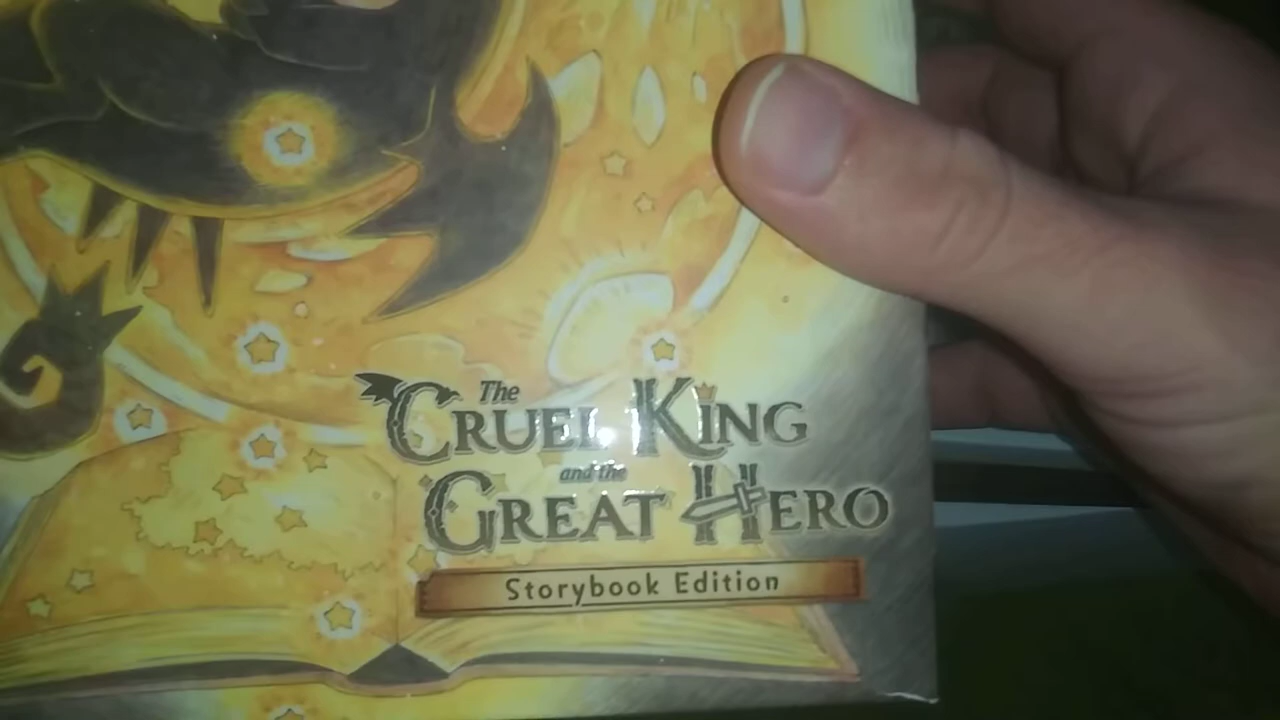 The
CRUEL KING
and the
GREAT HERO
Storybook Edition